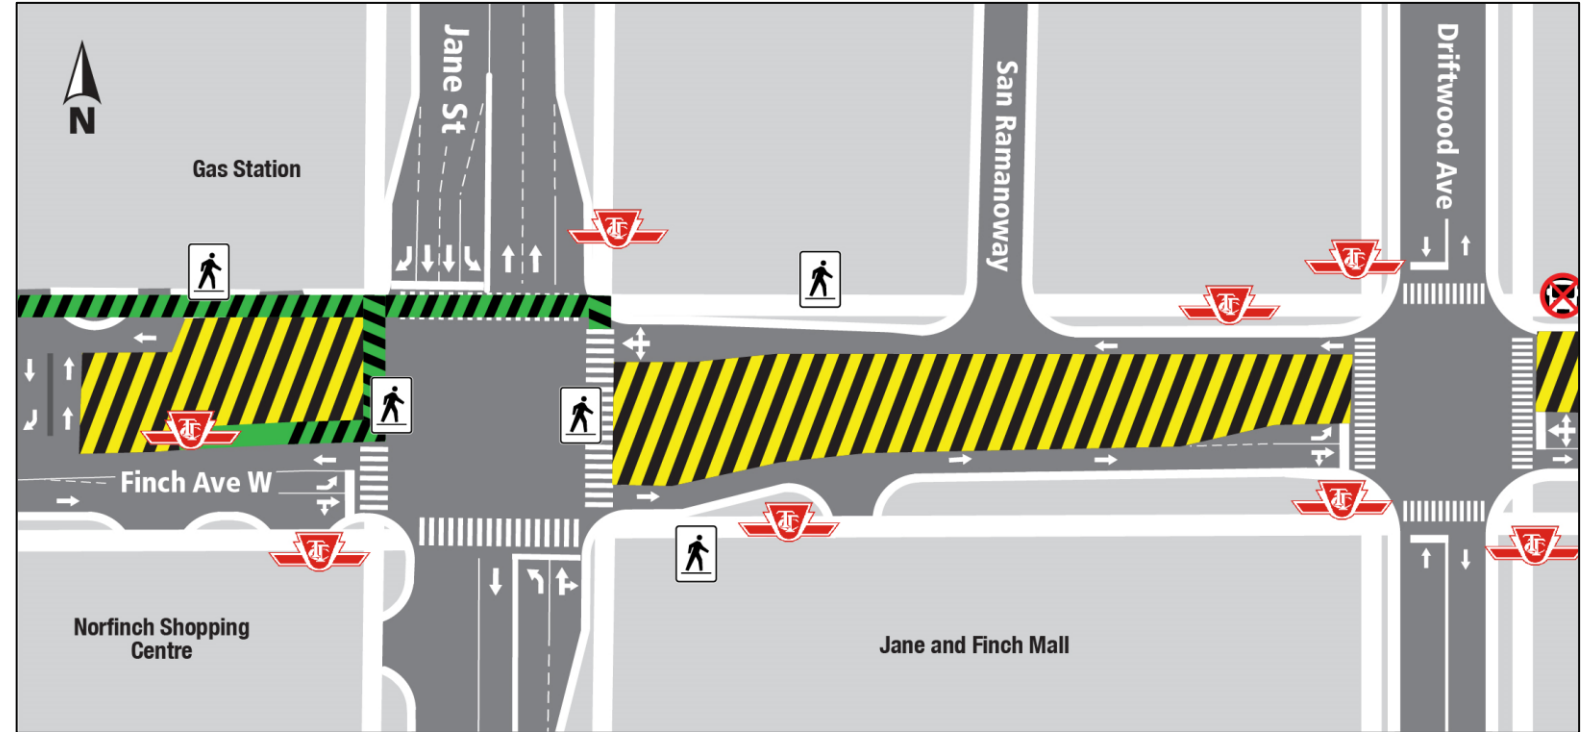 Jane St
San Ramanoway
Driftwood Ave
N
Gas Station
Finch Ave W
Norfinch Shopping
Centre
Jane and Finch Mall